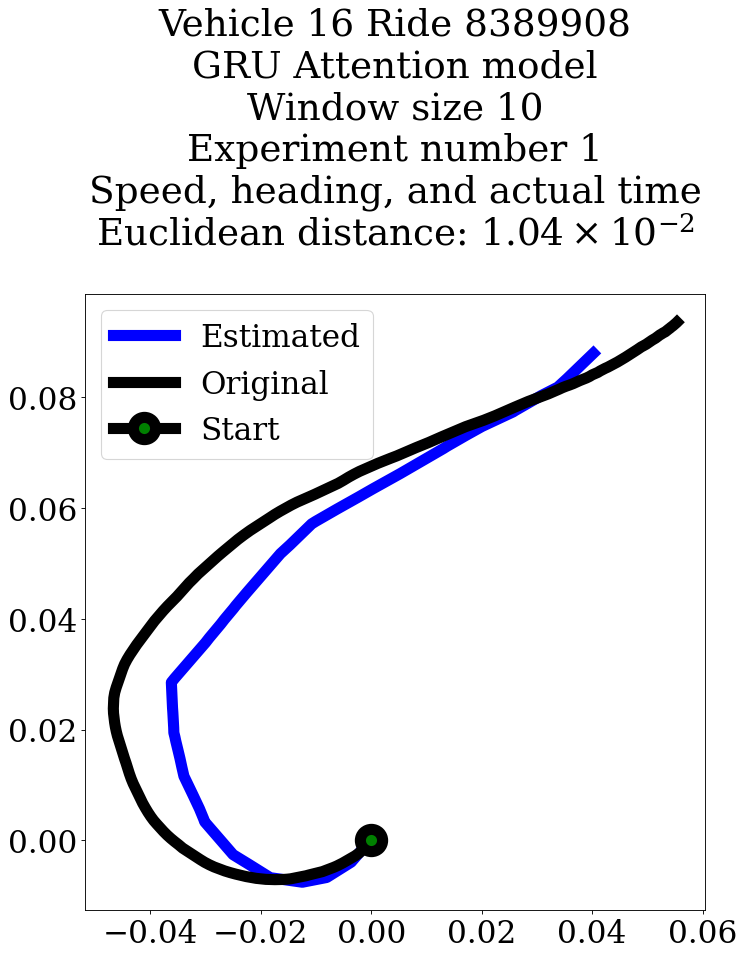 Vehicle 16 Ride 8389908
GRU Attention model
Window size 10
Experiment number 1
Speed, heading, and actual time
Euclidean distance: 1.04 × 10⁻²
Estimated
Original
Start
0.08
0.06
0.04
0.02
0.00
−0.04
−0.02
0.00
0.02
0.04
0.06